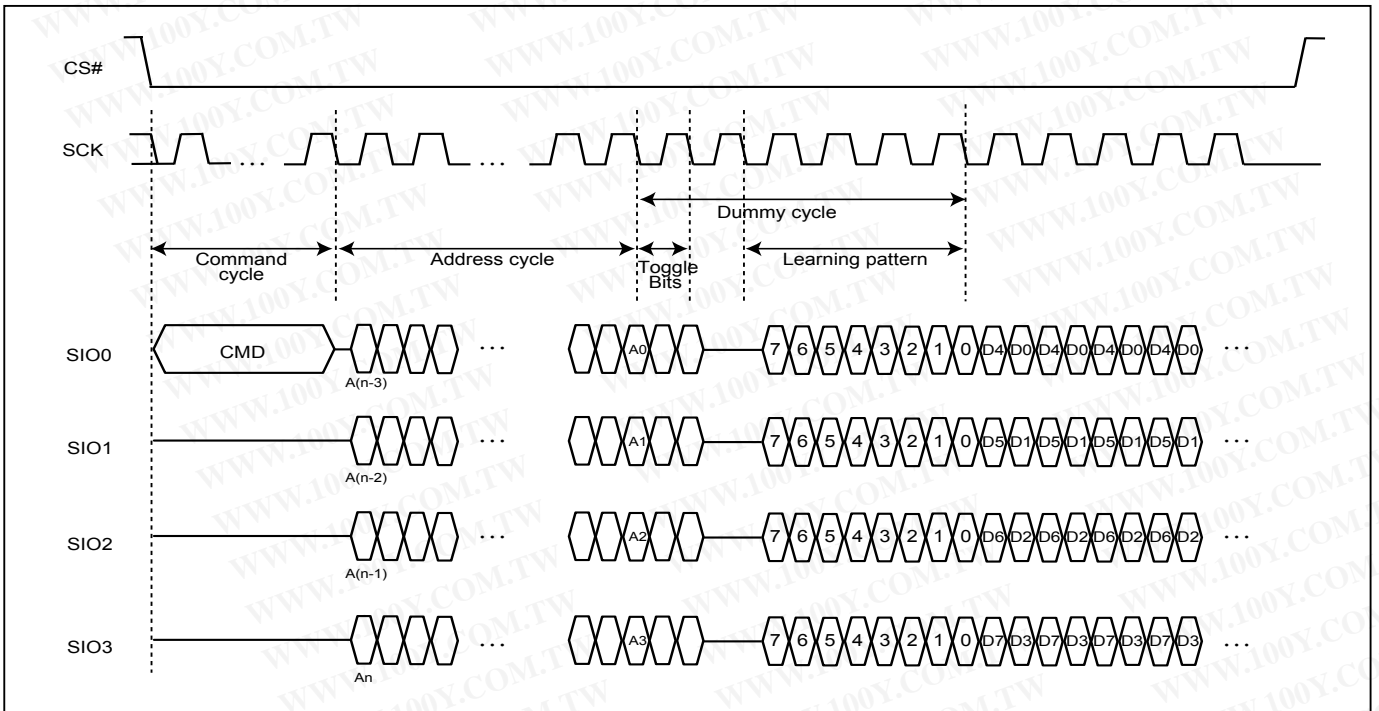 CS#
SCK
Dummy cycle
Command cycle
Address cycle
Toggle Bits
Learning pattern
SIO0
CMD
A(n-3)
...
A0
7 6 5 4 3 2 1 0 D4 D0 D4 D0 D4 D0 D4 D0
...
SIO1
A(n-2)
...
A1
7 6 5 4 3 2 1 0 D5 D1 D5 D1 D5 D1 D5 D1
...
SIO2
A(n-1)
...
A2
7 6 5 4 3 2 1 0 D6 D2 D6 D2 D6 D2 D6 D2
...
SIO3
An
...
A3
7 6 5 4 3 2 1 0 D7 D3 D7 D3 D7 D3 D7 D3
...
WWW.100Y.COM.TW